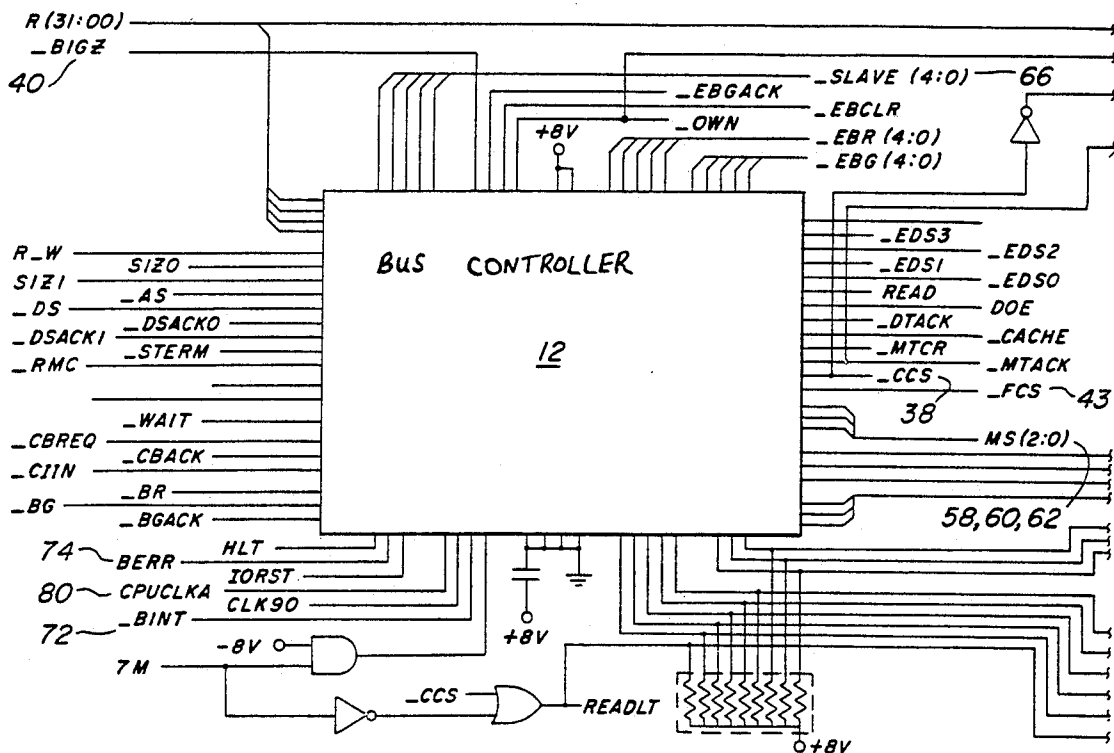 R (31:00)
_BIGZ
40
_SLAVE (4:0)
66
_EBGACK
_EBCLR
_OWN
+8V
_EBR (4:0)
_EBG (4:0)
BUS CONTROLLER
12
R_W
SIZ0
SIZ1
_AS
_DS
_DSACK0
_DSACK1
_STERM
_RMC
_WAIT
_CBREQ
_CBACK
_CIIN
_BR
_BG
_BGACK
_EDS3
_EDS2
_EDS1
_EDS0
READ
DOE
_DTACK
_CACHE
_MTCR
_MTACK
_CCS
38
_FCS
43
MS (2:0)
58, 60, 62
HLT
74
BERR
IORST
80
CPUCLKA
CLK90
72
_BINT
+8V
-8V
7M
_CCS
READLT
+8V